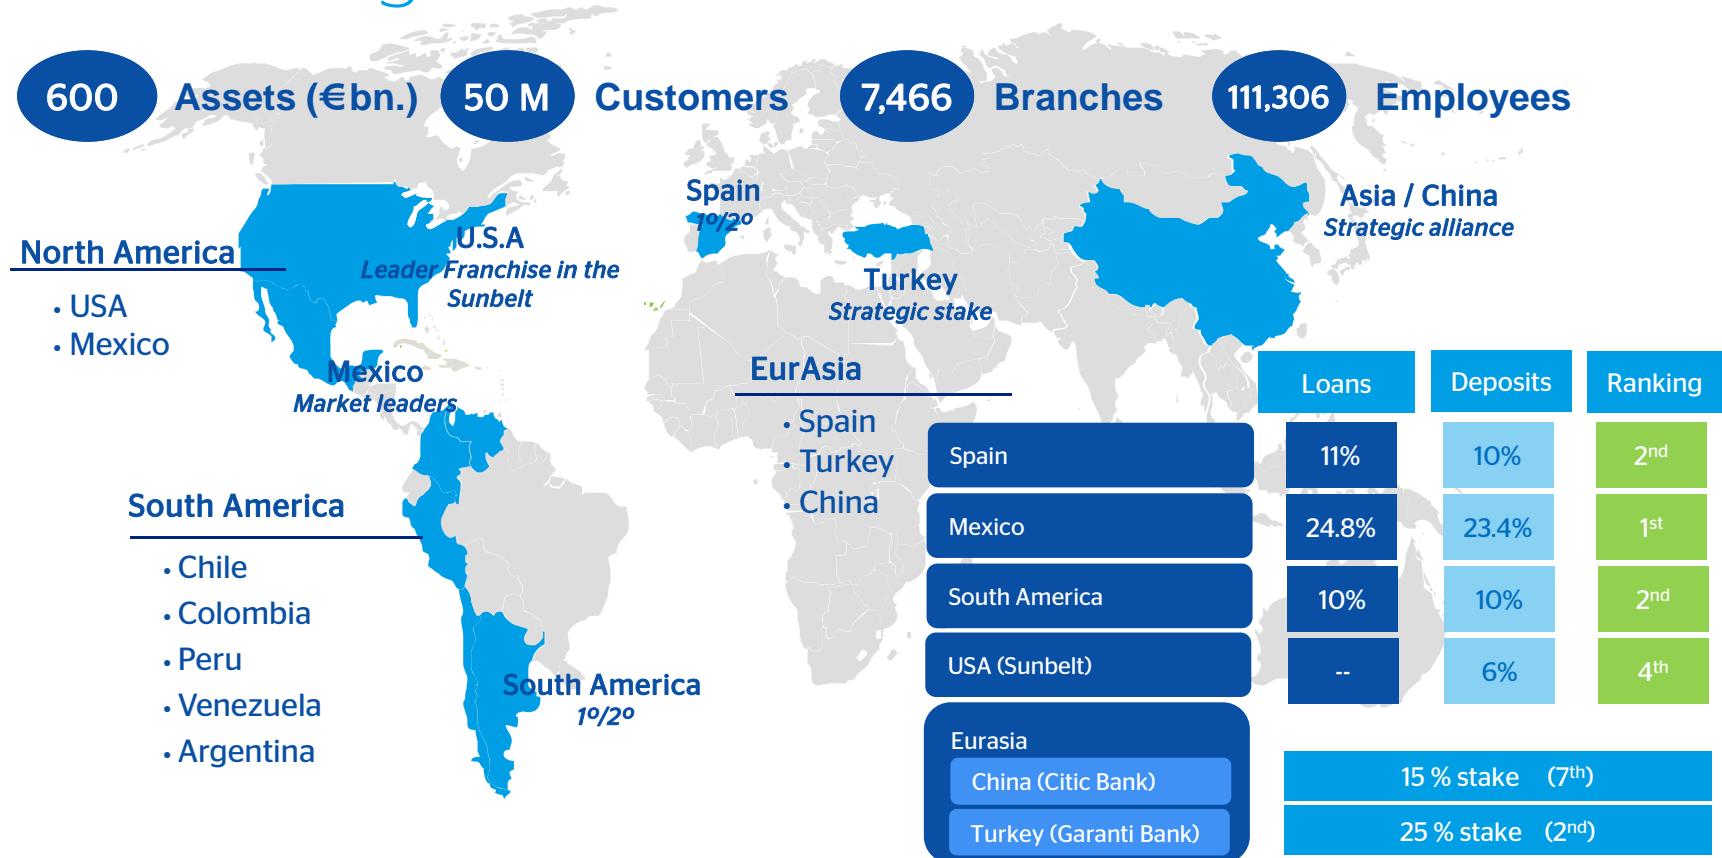 600 Assets (€bn.) 50 M Customers 7,466 Branches 111,306 Employees
North America
• USA
• Mexico
U.S.A
Leader Franchise in the
Sunbelt
Mexico
Market leaders
Spain
1º/2º
Turkey
Strategic stake
Asia / China
Strategic alliance
EurAsia
• Spain
• Turkey
• China
South America
• Chile
• Colombia
• Peru
• Venezuela
• Argentina
South America
1º/2º
Loans Deposits Ranking
Spain 11% 10% 2nd
Mexico 24.8% 23.4% 1st
South America 10% 10% 2nd
USA (Sunbelt) -- 6% 4th
Eurasia
China (Citic Bank) 15 % stake (7th)
Turkey (Garanti Bank) 25 % stake (2nd)